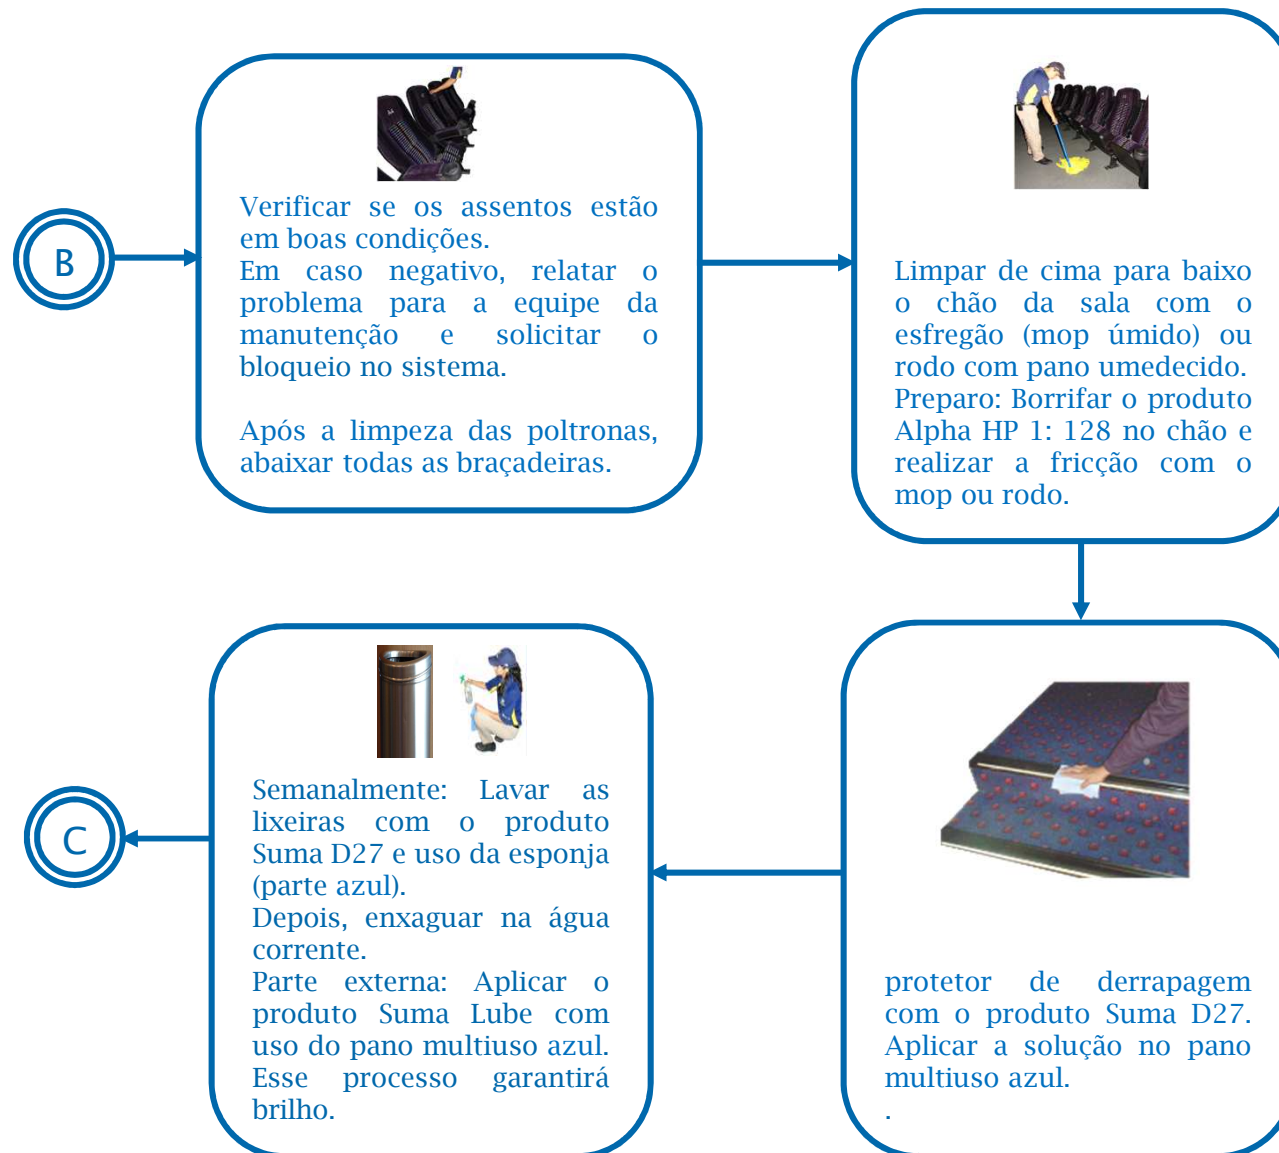 B
Verificar se os assentos estão
em boas condições.
Em caso negativo, relatar o
problema para a equipe da
manutenção e solicitar o
bloqueio no sistema.
Após a limpeza das poltronas,
abaixar todas as braçadeiras.
Limpar de cima para baixo
o chão da sala com o
esfregão (mop úmido) ou
rodo com pano umedecido.
Preparo: Borrifar o produto
Alpha HP 1: 128 no chão e
realizar a fricção com o
mop ou rodo.
protetor de derrapagem
com o produto Suma D27.
Aplicar a solução no pano
multiuso azul.
.
Semanalmente: Lavar as
lixeiras com o produto
Suma D27 e uso da esponja
(parte azul).
Depois, enxaguar na água
corrente.
Parte externa: Aplicar o
produto Suma Lube com
uso do pano multiuso azul.
Esse processo garantirá
brilho.
C